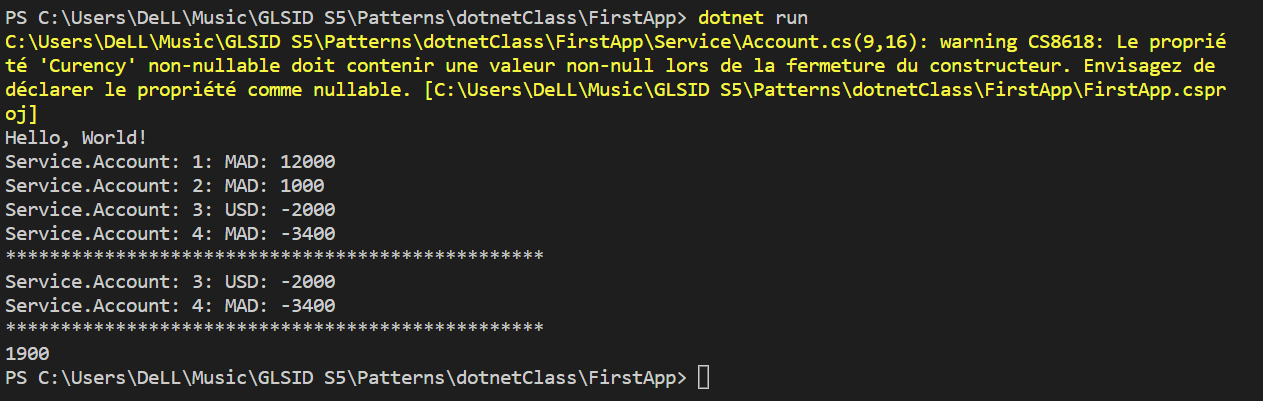 PS C:\Users\DeLL\Music\GLSID S5\Patterns\dotnetClass\FirstApp> dotnet run
C:\Users\DeLL\Music\GLSID S5\Patterns\dotnetClass\FirstApp\Service\Account.cs(9,16): warning CS8618: Le proprié
té 'Curency' non-nullable doit contenir une valeur non-null lors de la fermeture du constructeur. Envisagez de
déclarer le propriété comme nullable. [C:\Users\DeLL\Music\GLSID S5\Patterns\dotnetClass\FirstApp\FirstApp.cspr
oj]
Hello, World!
Service.Account: 1: MAD: 12000
Service.Account: 2: MAD: 1000
Service.Account: 3: USD: -2000
Service.Account: 4: MAD: -3400
*************************************************
Service.Account: 3: USD: -2000
Service.Account: 4: MAD: -3400
*************************************************
1900
PS C:\Users\DeLL\Music\GLSID S5\Patterns\dotnetClass\FirstApp>